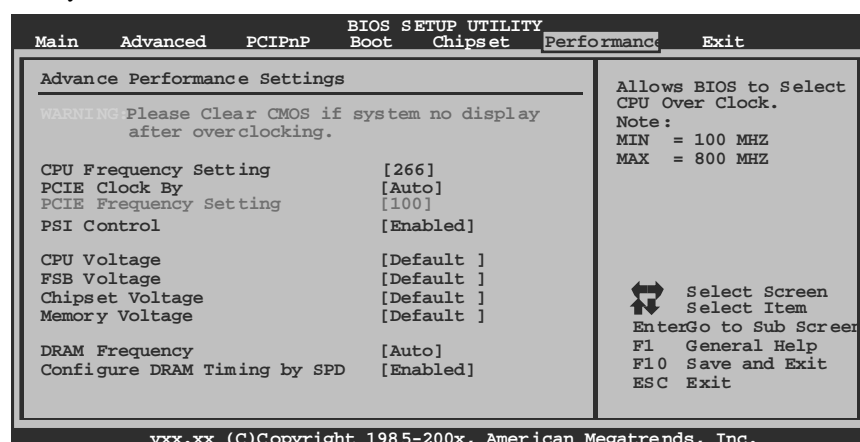 BIOS SETUP UTILITY
Main Advanced PCIPnP Boot Chipset Performance Exit
Advance Performance Settings
WARNING:Please Clear CMOS if system no display
after overclocking.
CPU Frequency Setting [266]
PCIE Clock By [Auto]
PCIE Frequency Setting [100]
PSI Control [Enabled]
CPU Voltage [Default ]
FSB Voltage [Default ]
Chipset Voltage [Default ]
Memory Voltage [Default ]
DRAM Frequency [Auto]
Configure DRAM Timing by SPD [Enabled]
Allows BIOS to Select
CPU Over Clock.
Note:
MIN = 100 MHZ
MAX = 800 MHZ
Select Screen
Select Item
EnterGo to Sub Screen
F1 General Help
F10 Save and Exit
ESC Exit
vxx.xx (C)Copyright 1985-200x, American Megatrends, Inc.